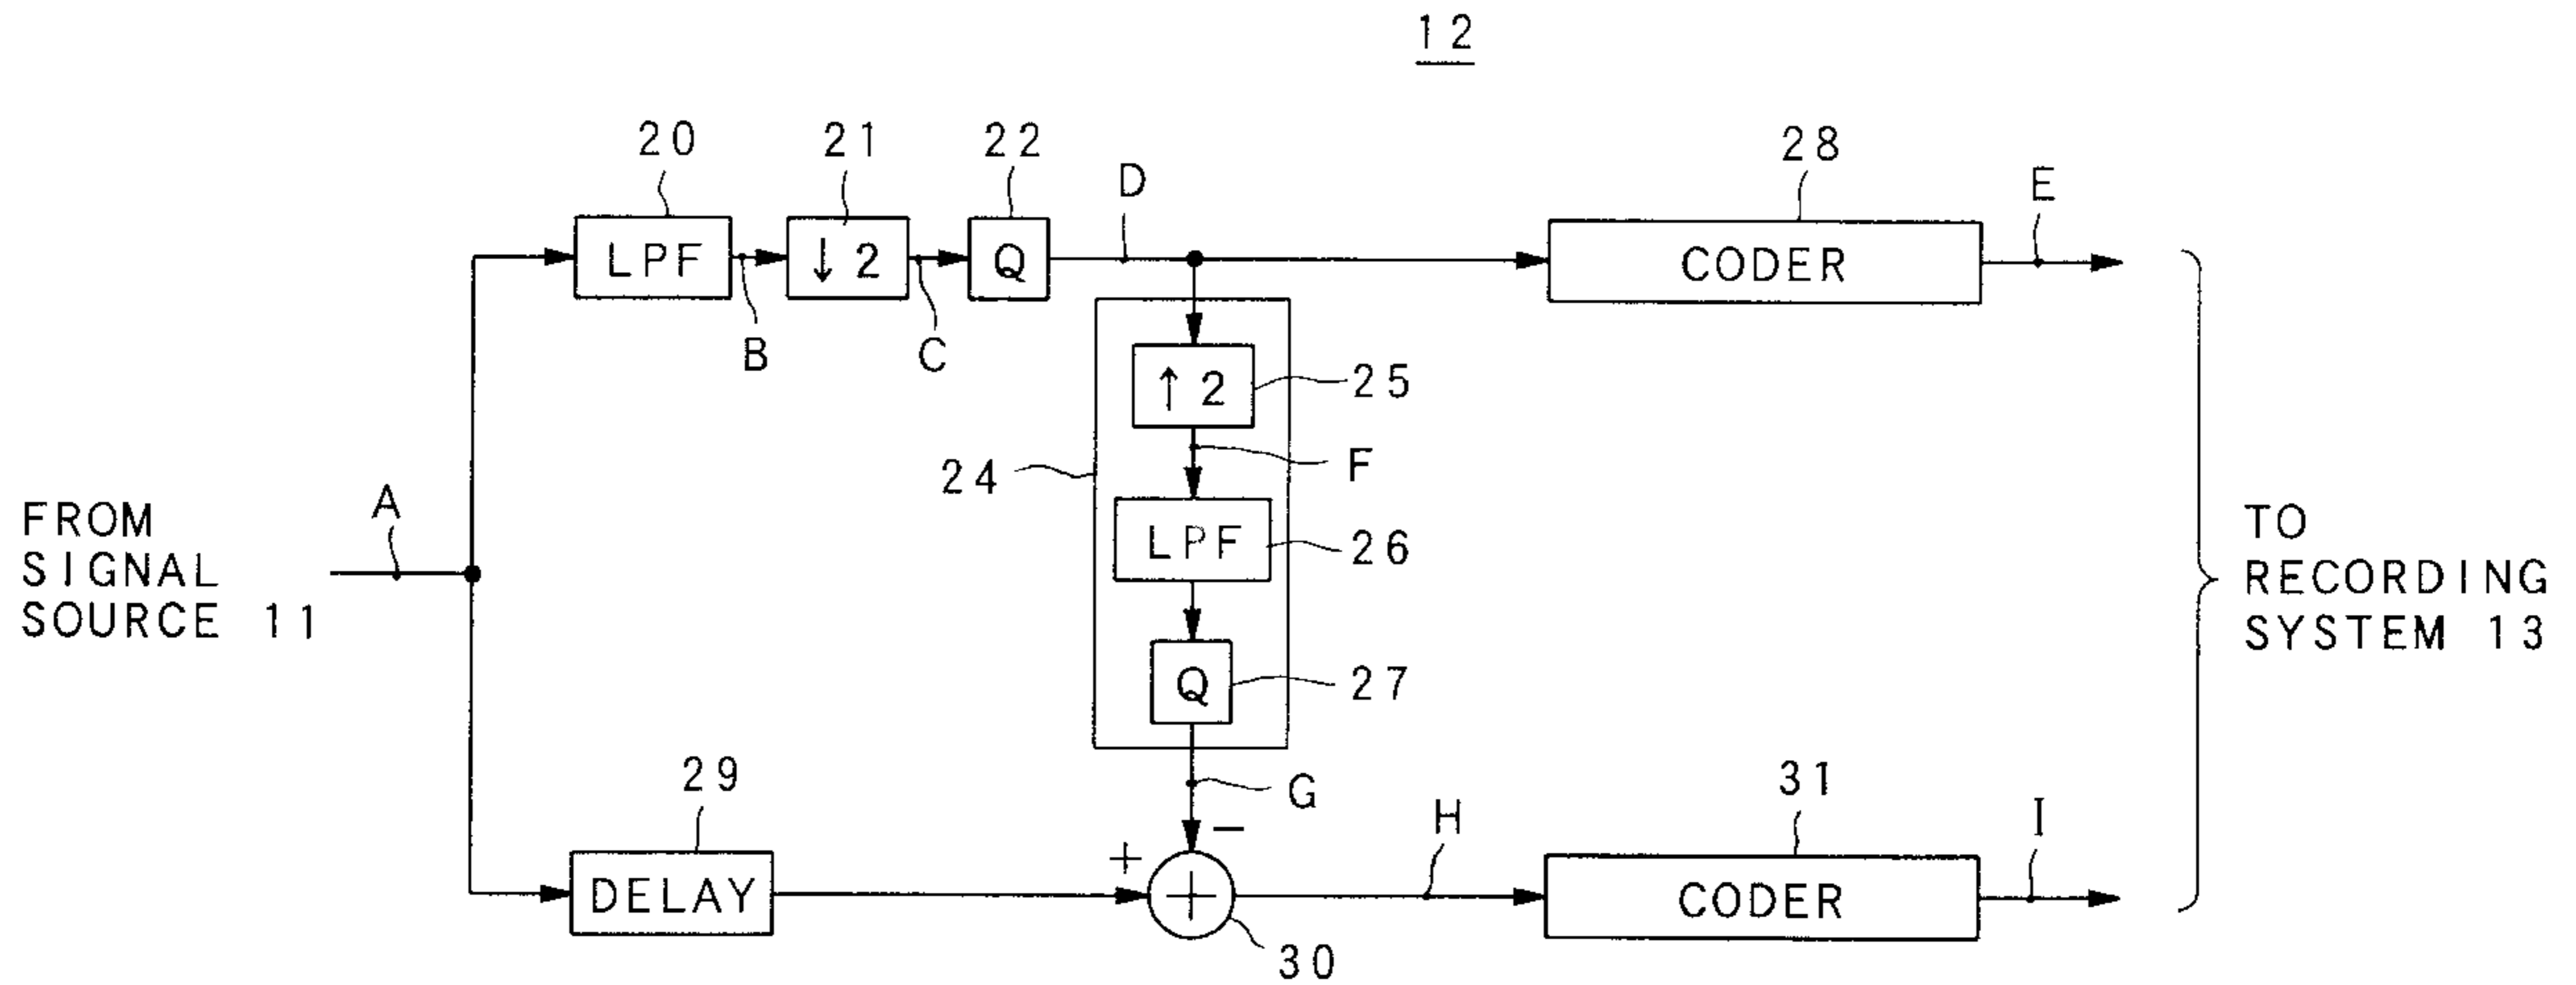 12
20
21
22
D
28
E
LPF
↓ 2
Q
CODER
B
C
↑ 2
25
24
F
A
FROM
SIGNAL
SOURCE 11
LPF
26
TO
RECORDING
SYSTEM 13
Q
27
29
G
H
31
I
−
+
DELAY
+
CODER
30